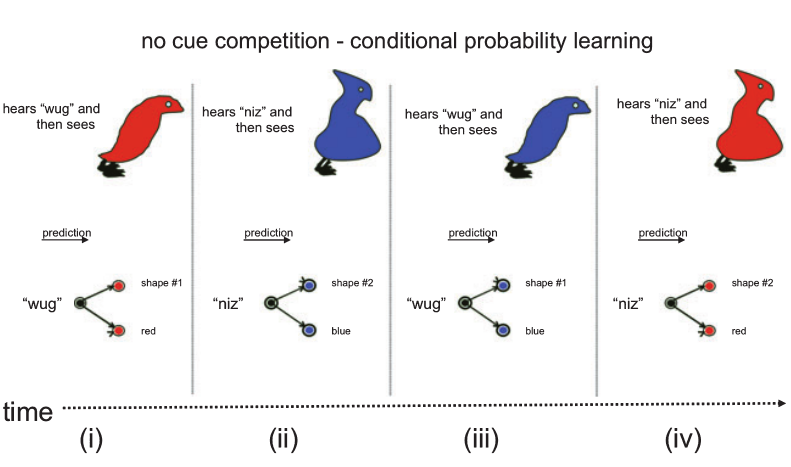 no cue competition - conditional probability learning
hears “wug” and
then sees
hears “niz” and
then sees
hears “wug” and
then sees
hears “niz” and
then sees
prediction
prediction
prediction
prediction
“wug”
shape #1
red
“niz”
shape #2
blue
“wug”
shape #1
blue
“niz”
shape #2
red
time
(i)
(ii)
(iii)
(iv)